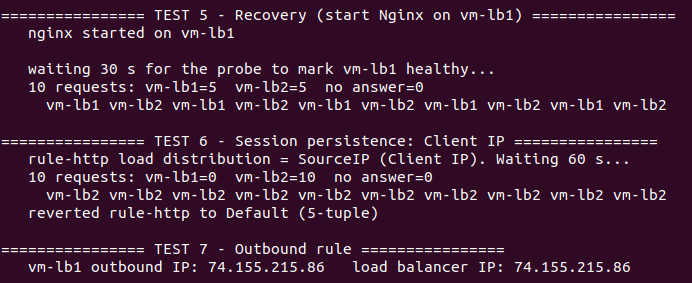 ================ TEST 5 - Recovery (start Nginx on vm-lb1) ================
nginx started on vm-lb1
waiting 30 s for the probe to mark vm-lb1 healthy...
10 requests: vm-lb1=5  vm-lb2=5  no answer=0
vm-lb1 vm-lb2 vm-lb1 vm-lb2 vm-lb1 vm-lb2 vm-lb1 vm-lb2 vm-lb1 vm-lb2
================ TEST 6 - Session persistence: Client IP ================
rule-http load distribution = SourceIP (Client IP). Waiting 60 s...
10 requests: vm-lb1=0  vm-lb2=10  no answer=0
vm-lb2 vm-lb2 vm-lb2 vm-lb2 vm-lb2 vm-lb2 vm-lb2 vm-lb2 vm-lb2 vm-lb2
reverted rule-http to Default (5-tuple)
================ TEST 7 - Outbound rule ================
vm-lb1 outbound IP: 74.155.215.86   load balancer IP: 74.155.215.86